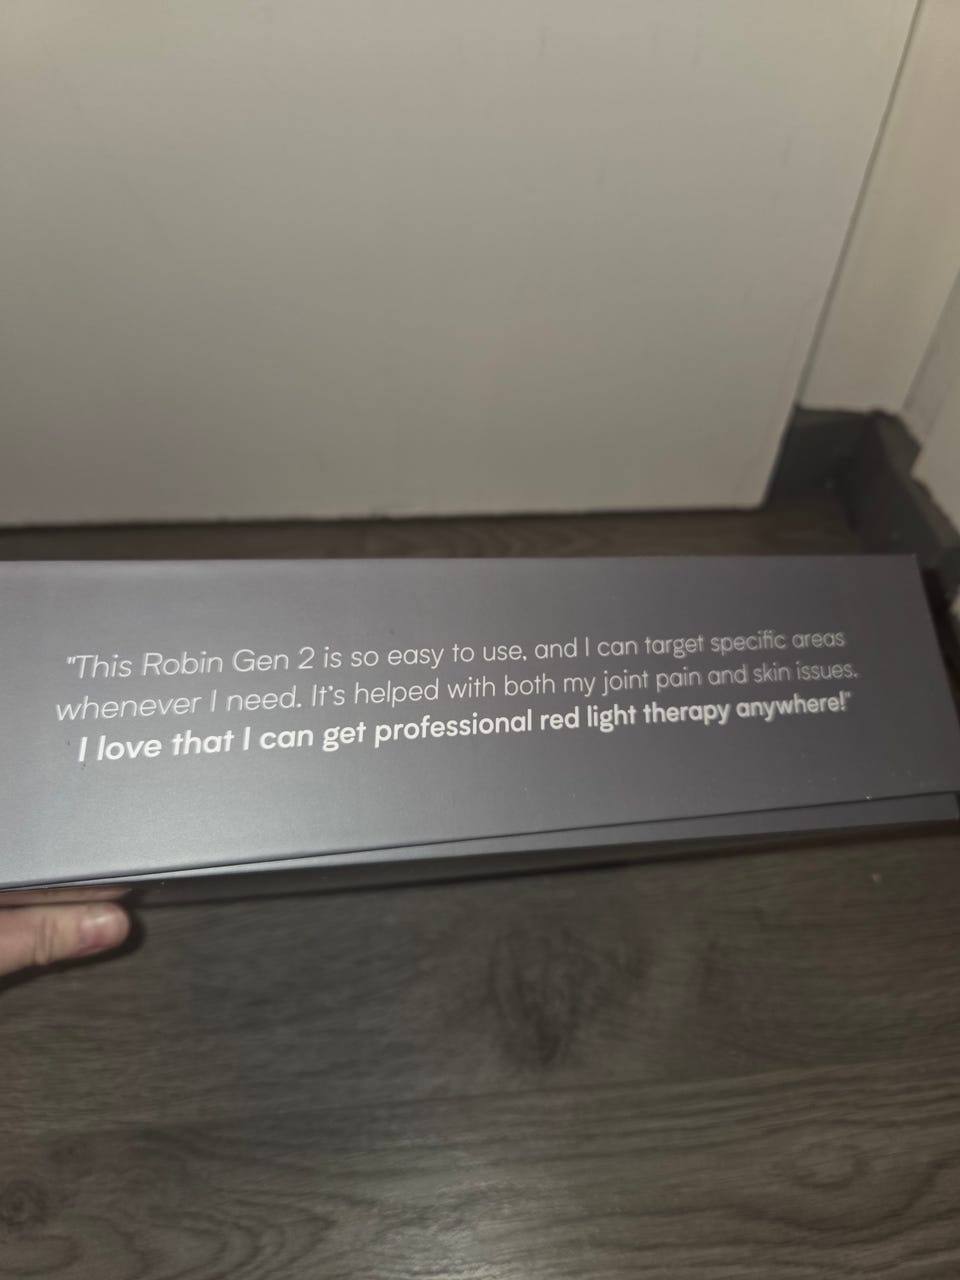 "This Robin Gen 2 is so easy to use, and I can target specific areas
whenever I need. It's helped with both my joint pain and skin issues.
I love that I can get professional red light therapy anywhere!"